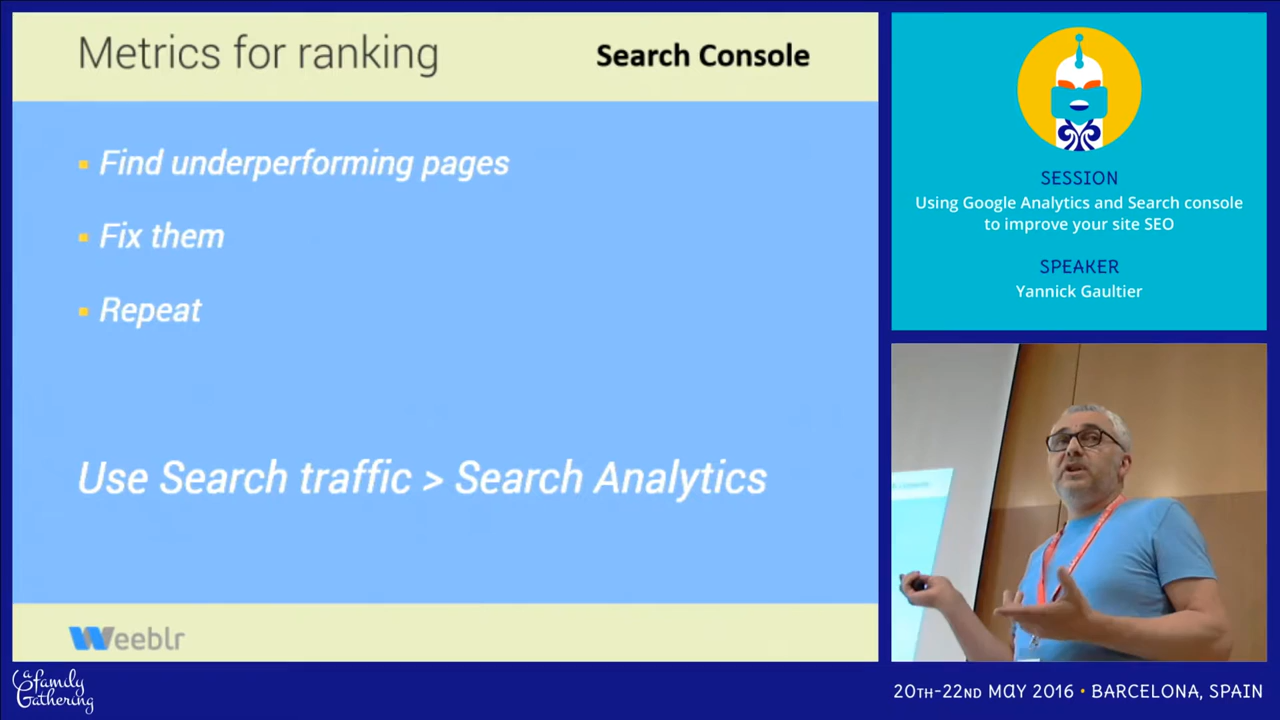 Metrics for ranking
Search Console
Find underperforming pages
Fix them
Repeat
Use Search traffic > Search Analytics
Weeblr
SESSION
Using Google Analytics and Search console
to improve your site SEO
SPEAKER
Yannick Gaultier
a family
Gathering
20TH-22ND MAY 2016 • BARCELONA, SPAIN